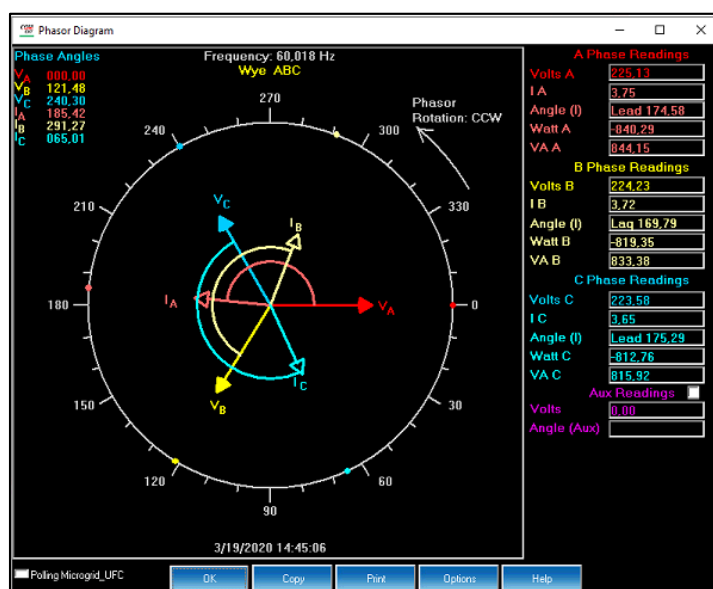 Phasor Diagram
Phase Angles
VA 000,00
VB 121,48
VC 240,30
IA 185,42
IB 291,27
IC 065,01
Frequency: 60,018 Hz
Wye ABC
Phasor
Rotation: CCW
270
240
300
210
330
180
0
150
30
120
60
90
VC
IB
IA
VA
VB
IC
3/19/2020 14:45:06
A Phase Readings
Volts A 225,13
I A 3,75
Angle (I) Lead 174,58
Watt A -840,29
VA A 844,15
B Phase Readings
Volts B 224,23
I B 3,72
Angle (I) Lag 169,79
Watt B -819,35
VA B 833,38
C Phase Readings
Volts C 223,58
I C 3,65
Angle (I) Lead 175,29
Watt C -812,76
VA C 815,92
Aux Readings
Volts 0,00
Angle (Aux)
Polling Microgrid_UFC
OK
Copy
Print
Options
Help